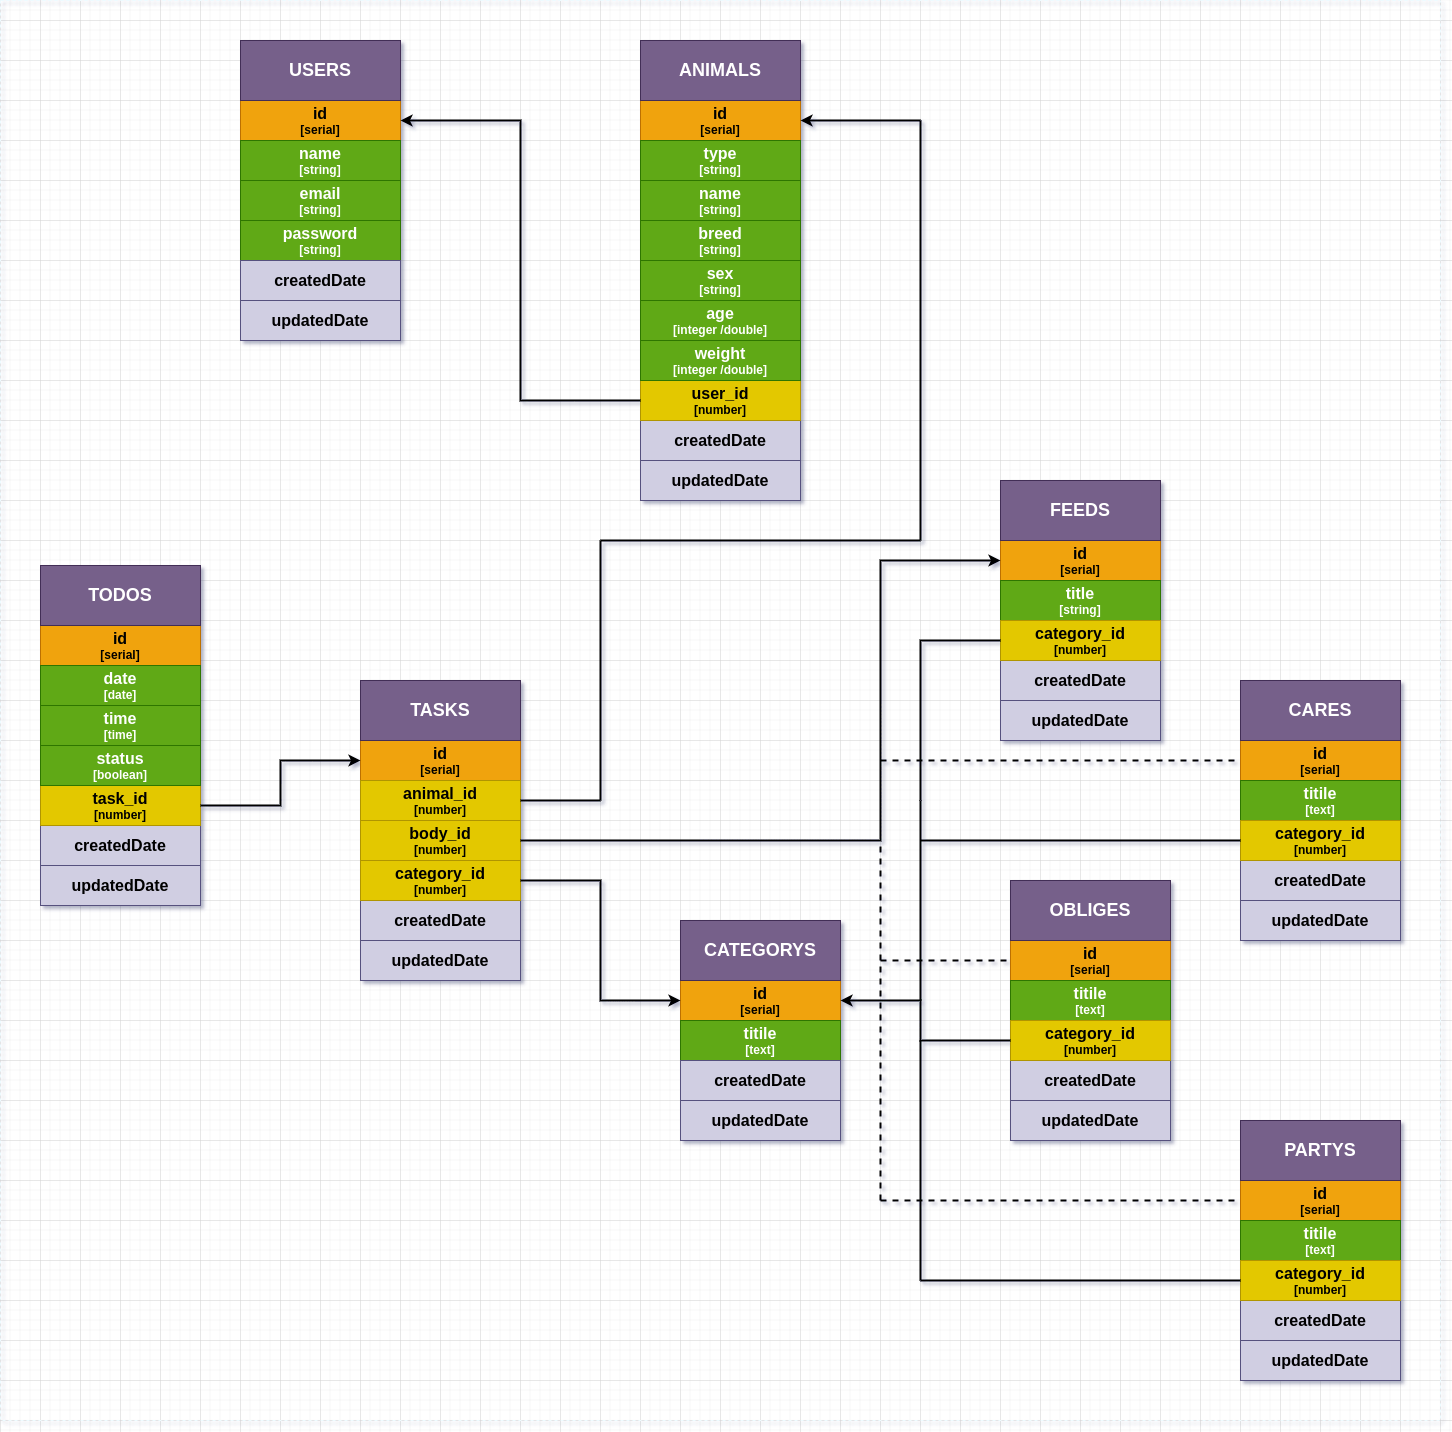 USERS
id
[serial]
name
[string]
email
[string]
password
[string]
createdDate
updatedDate
ANIMALS
id
[serial]
type
[string]
name
[string]
breed
[string]
sex
[string]
age
[integer /double]
weight
[integer /double]
user_id
[number]
createdDate
updatedDate
FEEDS
id
[serial]
title
[string]
category_id
[number]
createdDate
updatedDate
TODOS
id
[serial]
date
[date]
time
[time]
status
[boolean]
task_id
[number]
createdDate
updatedDate
TASKS
id
[serial]
animal_id
[number]
body_id
[number]
category_id
[number]
createdDate
updatedDate
CARES
id
[serial]
titile
[text]
category_id
[number]
createdDate
updatedDate
CATEGORYS
id
[serial]
titile
[text]
createdDate
updatedDate
OBLIGES
id
[serial]
titile
[text]
category_id
[number]
createdDate
updatedDate
PARTYS
id
[serial]
titile
[text]
category_id
[number]
createdDate
updatedDate